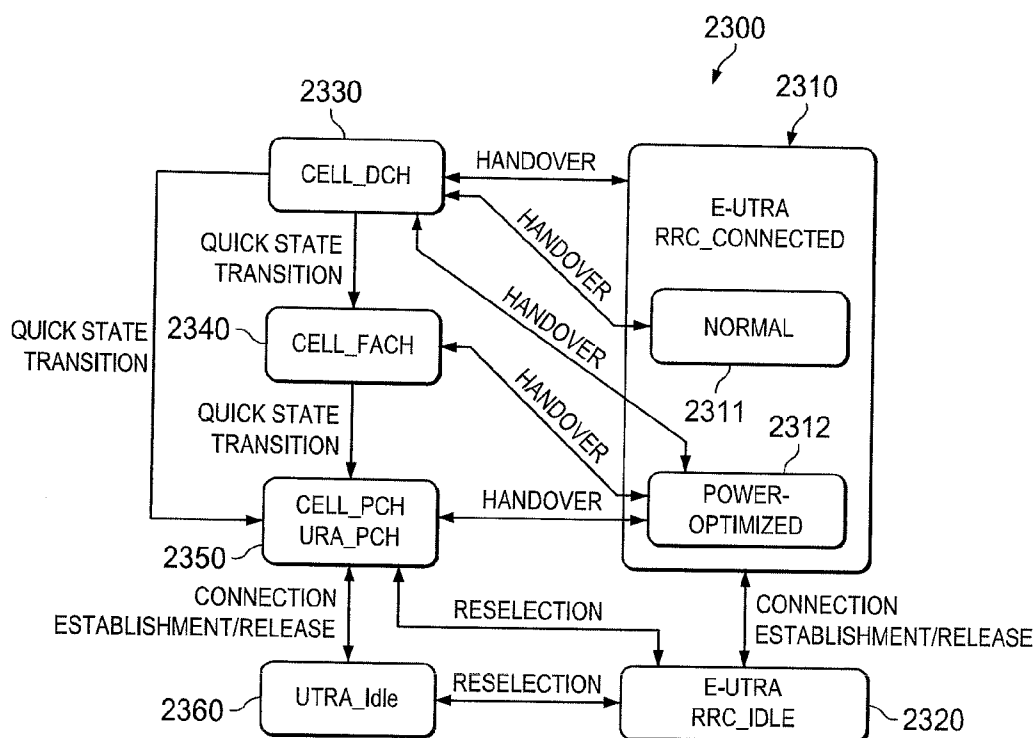 2300
2330
2310
CELL_DCH
HANDOVER
E-UTRA
RRC_CONNECTED
HANDOVER
QUICK STATE
TRANSITION
HANDOVER
NORMAL
2311
QUICK STATE
TRANSITION
2340
CELL_FACH
HANDOVER
QUICK STATE
TRANSITION
2312
POWER-
OPTIMIZED
CELL_PCH
URA_PCH
HANDOVER
2350
CONNECTION
ESTABLISHMENT/RELEASE
RESELECTION
CONNECTION
ESTABLISHMENT/RELEASE
UTRA_Idle
2360
RESELECTION
E-UTRA
RRC_IDLE
2320